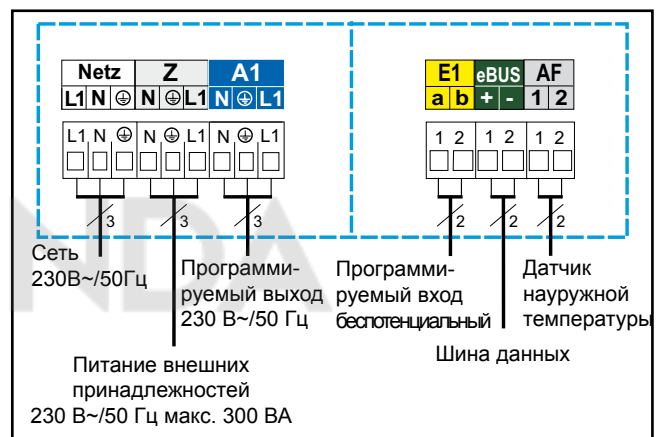 Netz Z A1 E1 eBUS AF
L1 N ⏚ N ⏚ L1 N ⏚ L1 a b + - 1 2
L1 N ⏚ N ⏚ L1 N ⏚ L1 1 2 1 2 1 2
3 3 3 2 2 2
Сеть
230В~/50Гц
Программи-
руемый выход
230 В~/50 Гц
Программи-
руемый вход
беспотенциальный
Датчик
науружной
температуры
Питание внешних
принадлежностей
230 В~/50 Гц макс. 300 ВА
Шина данных
NDA